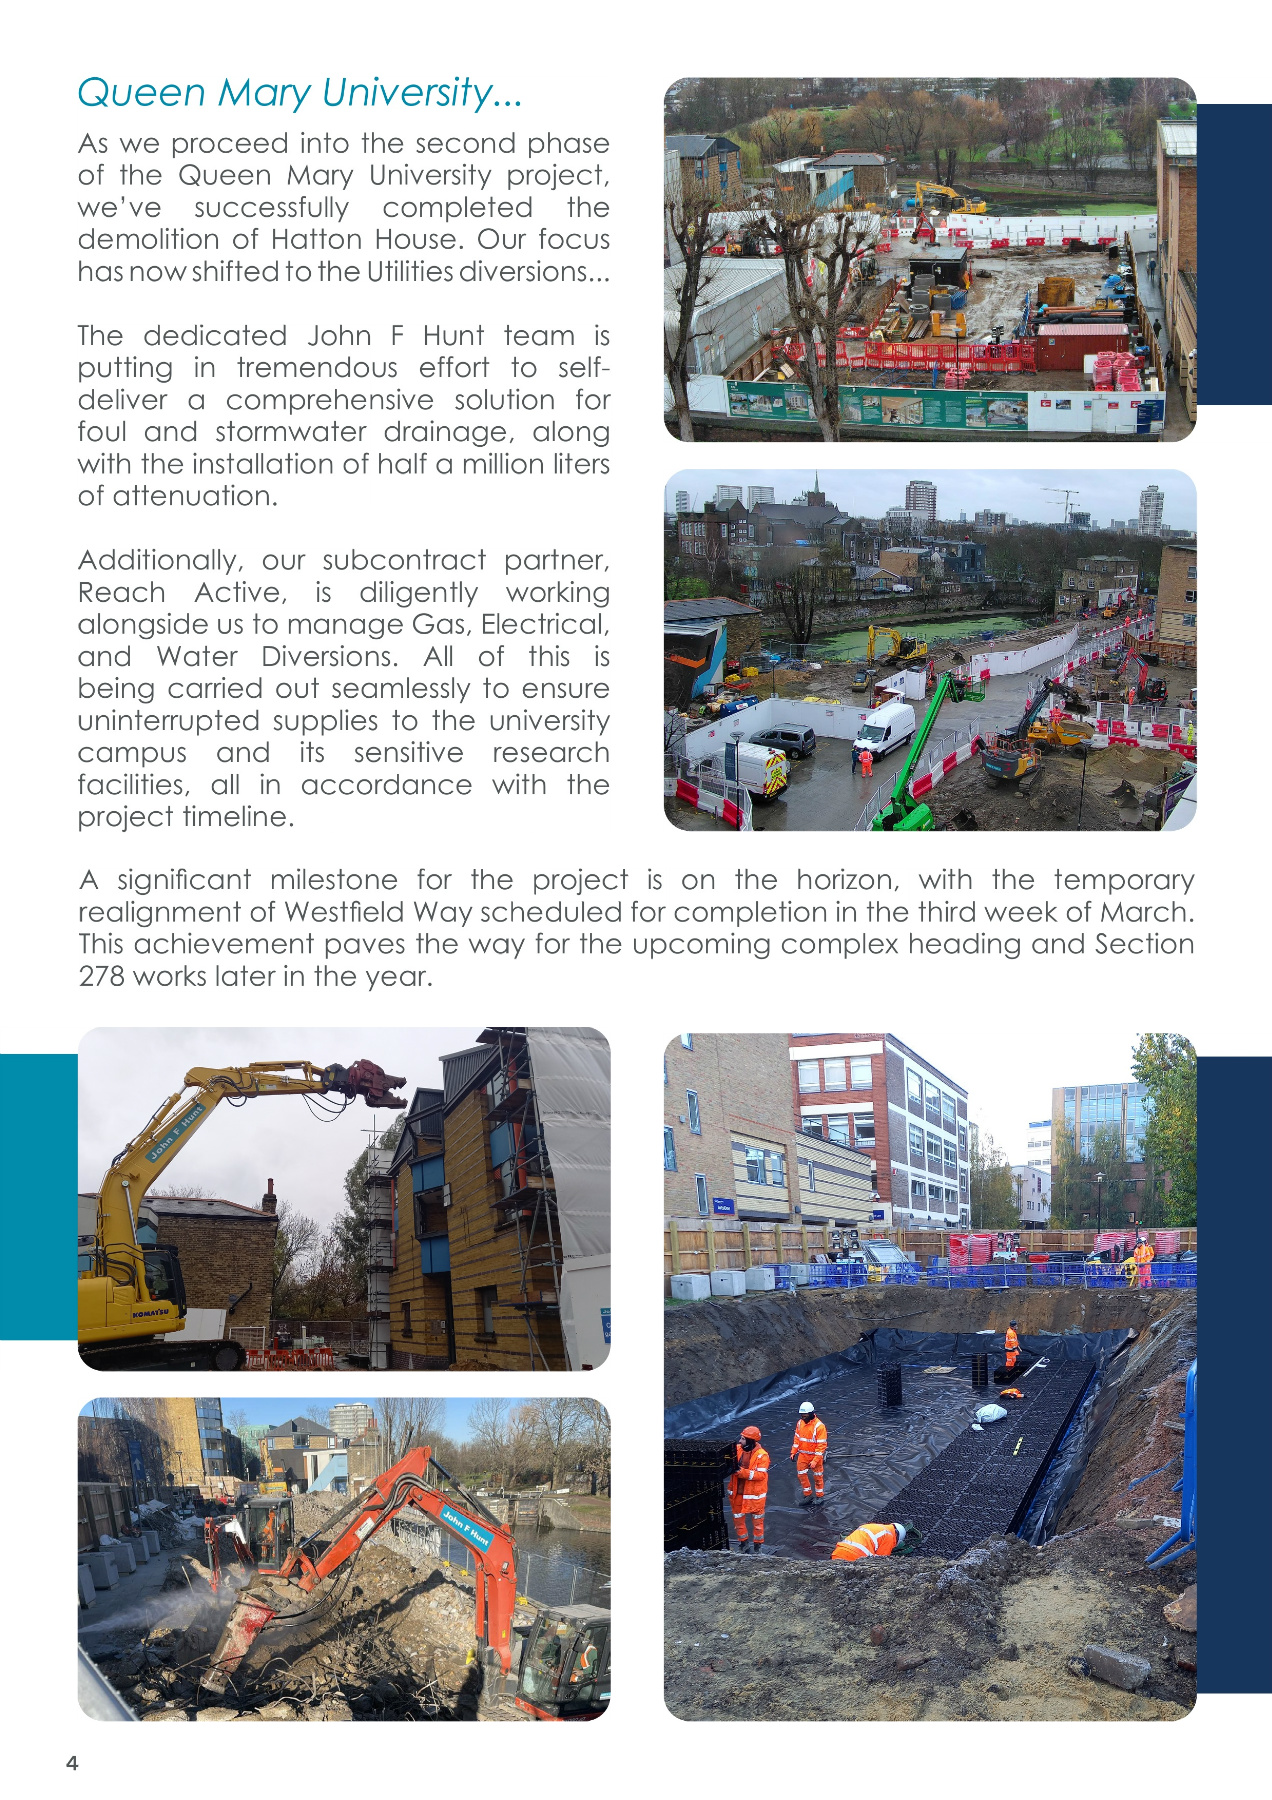 Queen Mary University...
As we proceed into the second phase
of the Queen Mary University project,
we've successfully completed the
demolition of Hatton House. Our focus
has now shifted to the Utilities diversions...
The dedicated John F Hunt team is
putting in tremendous effort to self-
deliver a comprehensive solution for
foul and stormwater drainage, along
with the installation of half a million liters
of attenuation.
Additionally, our subcontract partner,
Reach Active, is diligently working
alongside us to manage Gas, Electrical,
and Water Diversions. All of this is
being carried out seamlessly to ensure
uninterrupted supplies to the university
campus and its sensitive research
facilities, all in accordance with the
project timeline.
A significant milestone for the project is on the horizon, with the temporary
realignment of Westfield Way scheduled for completion in the third week of March.
This achievement paves the way for the upcoming complex heading and Section
278 works later in the year.
John F Hunt
KOMATSU
John F Hunt
4